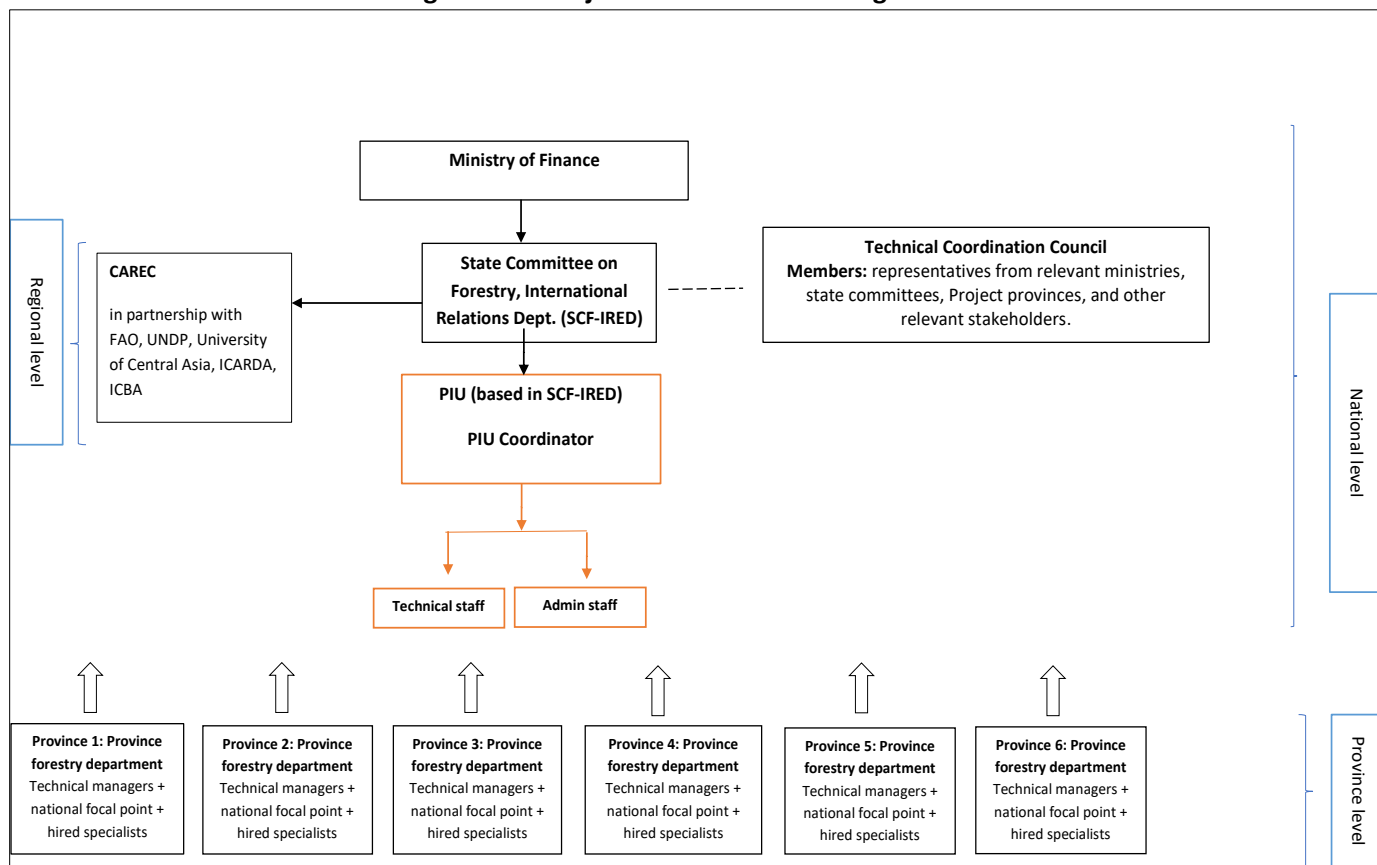 Ministry of Finance
Regional level
CAREC
in partnership with
FAO, UNDP, University
of Central Asia, ICARDA,
ICBA
State Committee on
Forestry, International
Relations Dept. (SCF-IRED)
Technical Coordination Council
Members: representatives from relevant ministries,
state committees, Project provinces, and other
relevant stakeholders.
National level
PIU (based in SCF-IRED)
PIU Coordinator
Technical staff
Admin staff
Province 1: Province
forestry department
Technical managers +
national focal point +
hired specialists
Province 2: Province
forestry department
Technical managers +
national focal point +
hired specialists
Province 3: Province
forestry department
Technical managers +
national focal point +
hired specialists
Province 4: Province
forestry department
Technical managers +
national focal point +
hired specialists
Province 5: Province
forestry department
Technical managers +
national focal point +
hired specialists
Province 6: Province
forestry department
Technical managers +
national focal point +
hired specialists
Province level